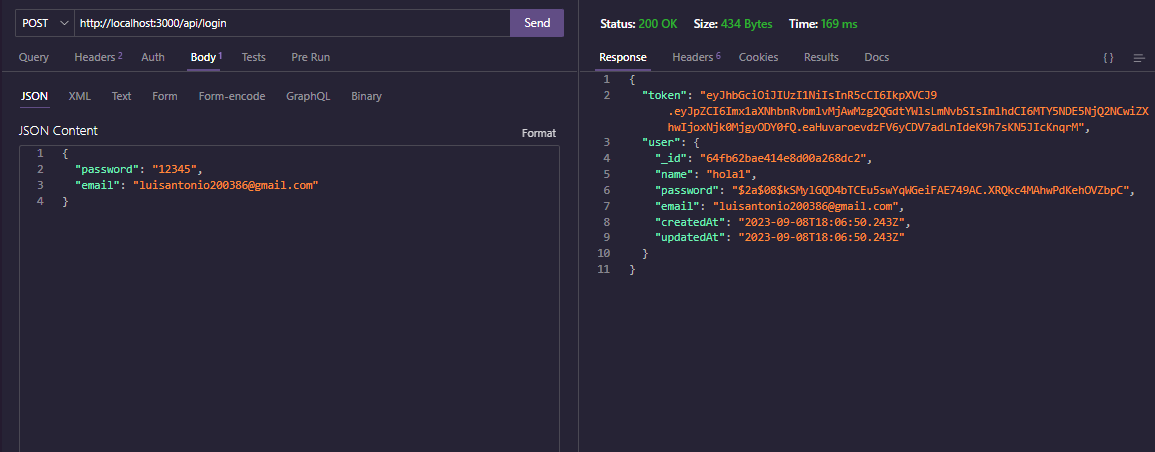 POST http://localhost:3000/api/login Send
Query Headers 2 Auth Body 1 Tests Pre Run
JSON XML Text Form Form-encode GraphQL Binary
JSON Content Format
1 {
2 "password": "12345",
3 "email": "luisantonio200386@gmail.com"
4 }
Status: 200 OK Size: 434 Bytes Time: 169 ms
Response Headers 6 Cookies Results Docs { }
1 {
2 "token": "eyJhbGciOiJIUzI1NiIsInR5cCI6IkpXVCJ9
.eyJpZCI6Imx1aXNhbnRvbmlvMjAwMzg2QGdtYWlsLmNvbSIsImlhdCI6MTY5NDE5NjQ2NCwiZX
hwIjoxNjk0MjgyODY0fQ.eaHuvaroevdzFV6yCDV7adLnIdeK9h7sKN5JIcKnqrM",
3 "user": {
4 "_id": "64fb62bae414e8d00a268dc2",
5 "name": "hola1",
6 "password": "$2a$08$kSMylGQD4bTCEu5swYqWGeiFAE749AC.XRQkc4MAhwPdKehOVZbpC",
7 "email": "luisantonio200386@gmail.com",
8 "createdAt": "2023-09-08T18:06:50.243Z",
9 "updatedAt": "2023-09-08T18:06:50.243Z"
10 }
11 }